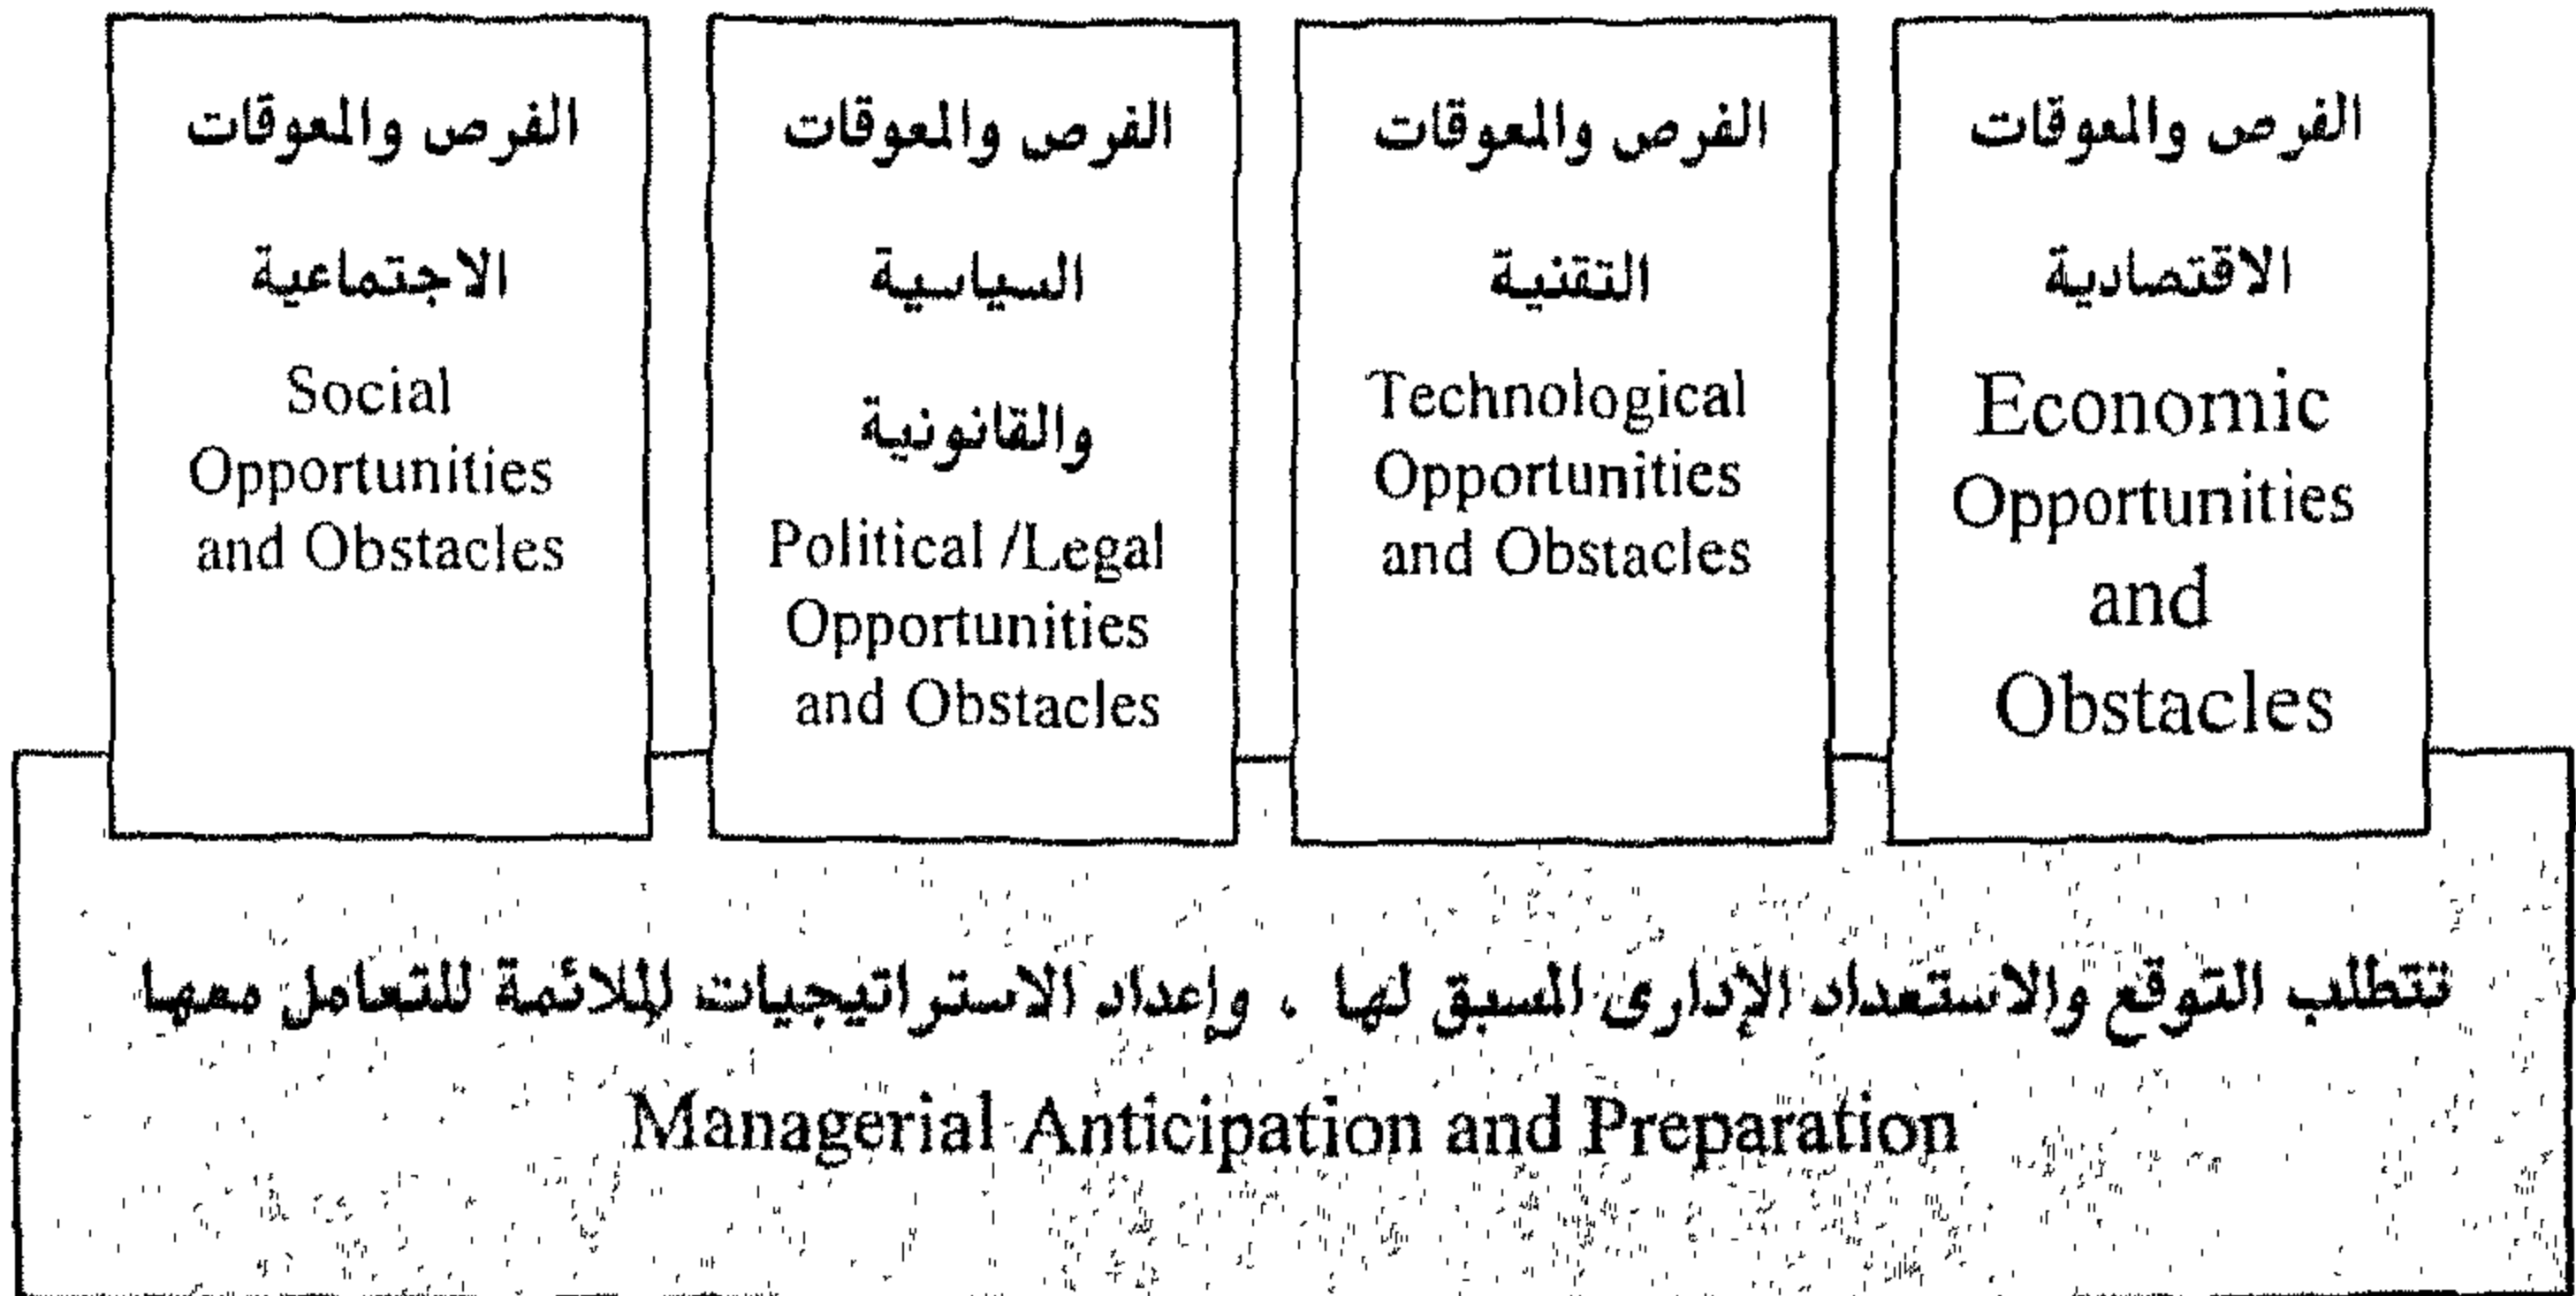 الفرص والمعوقات
الاقتصادية
Economic
Opportunities
and
Obstacles
الفرص والمعوقات
التقنية
Technological
Opportunities
and Obstacles
الفرص والمعوقات
السياسية
والقانونية
Political /Legal
Opportunities
and Obstacles
الفرص والمعوقات
الاجتماعية
Social
Opportunities
and Obstacles
تتطلب التوقع والاستعداد الإدارى المسبق لها . وإعداد الاستراتيجيات الملائمة للتعامل معها
Managerial Anticipation and Preparation